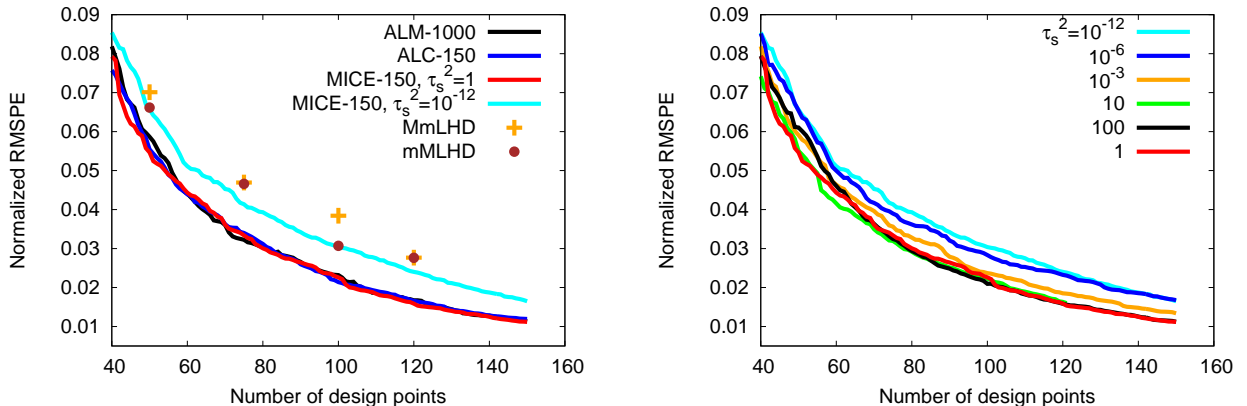 0.09
0.08
0.07
0.06
0.05
0.04
0.03
0.02
0.01
40 60 80 100 120 140 160
Normalized RMSPE
Number of design points
ALM-1000
ALC-150
MICE-150, τₛ²=1
MICE-150, τₛ²=10⁻¹²
MmLHD
mMLHD
0.09
0.08
0.07
0.06
0.05
0.04
0.03
0.02
0.01
40 60 80 100 120 140 160
Normalized RMSPE
Number of design points
τₛ²=10⁻¹²
10⁻⁶
10⁻³
10
100
1